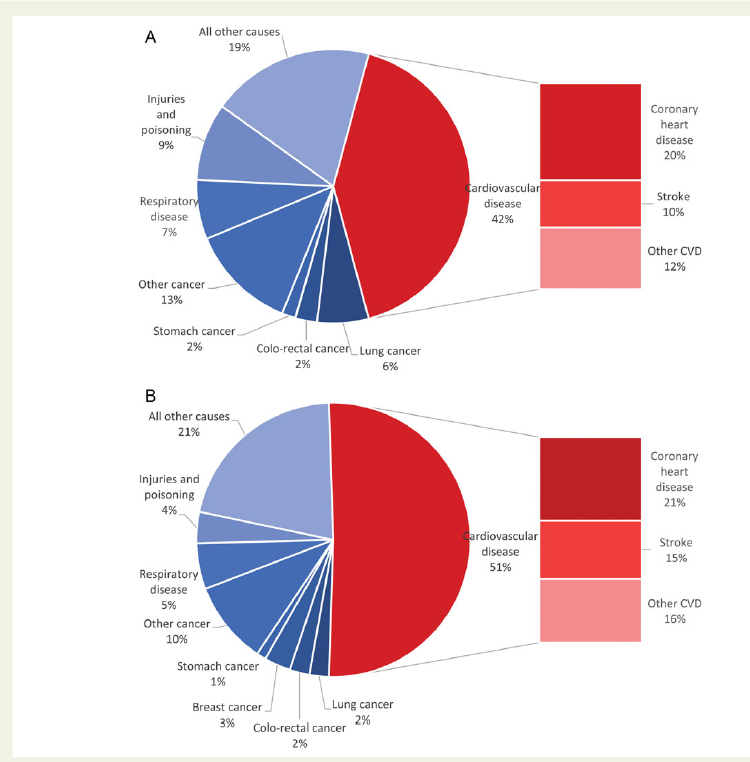 A
All other causes
19%
Injuries
and
poisoning
9%
Respiratory
disease
7%
Other cancer
13%
Stomach cancer
2%
Colo-rectal cancer
2%
Lung cancer
6%
Cardiovascular
disease
42%
Coronary
heart
disease
20%
Stroke
10%
Other CVD
12%
B
All other causes
21%
Injuries and
poisoning
4%
Respiratory
disease
5%
Other cancer
10%
Stomach cancer
1%
Breast cancer
3%
Colo-rectal cancer
2%
Lung cancer
2%
Cardiovascular
disease
51%
Coronary
heart
disease
21%
Stroke
15%
Other CVD
16%